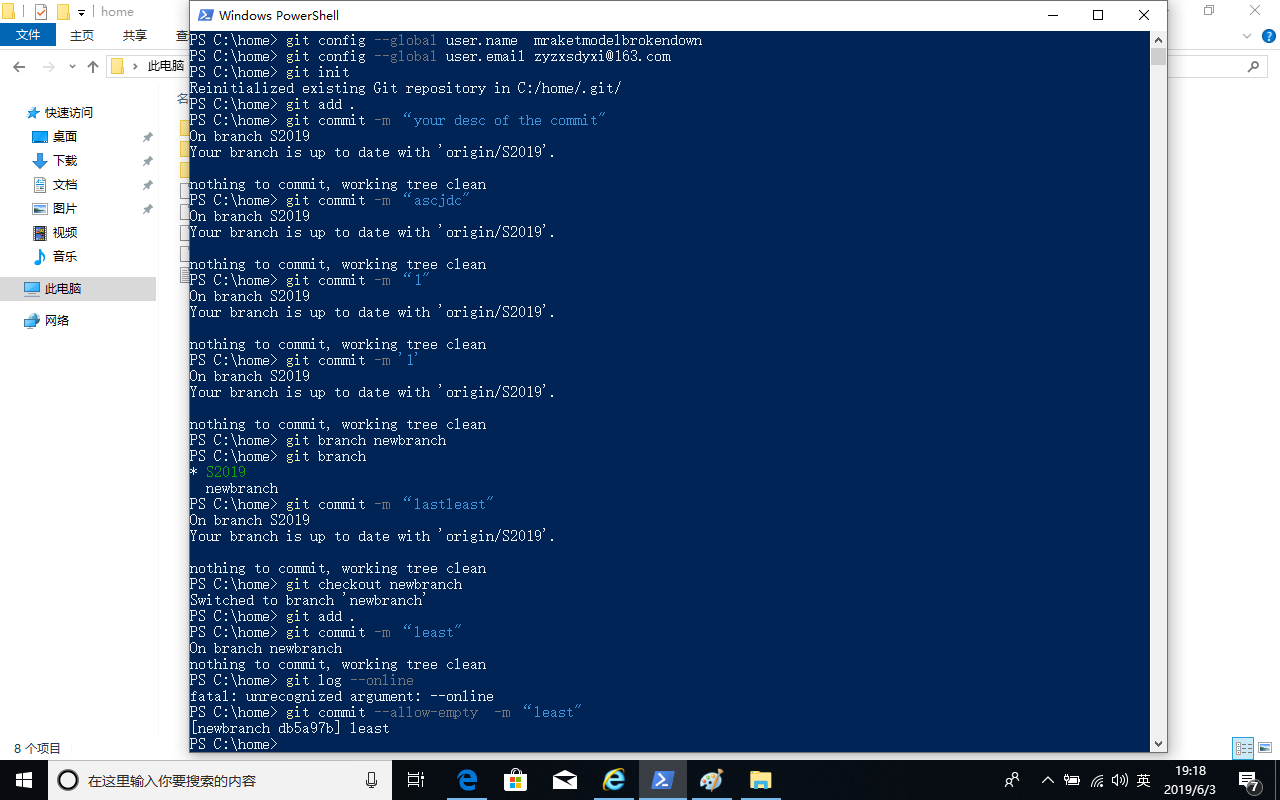 home
Windows PowerShell
文件
主页
共享
查
此电脑
名
快速访问
桌面
下载
文档
图片
视频
音乐
此电脑
网络
PS C:\home> git config --global user.name  mraketmodelbrokendown
PS C:\home> git config --global user.email zyzxsdyxi@163.com
PS C:\home> git init
Reinitialized existing Git repository in C:/home/.git/
PS C:\home> git add .
PS C:\home> git commit -m “your desc of the commit”
On branch S2019
Your branch is up to date with 'origin/S2019'.
nothing to commit, working tree clean
PS C:\home> git commit -m “ascjdc”
On branch S2019
Your branch is up to date with 'origin/S2019'.
nothing to commit, working tree clean
PS C:\home> git commit -m “1”
On branch S2019
Your branch is up to date with 'origin/S2019'.
nothing to commit, working tree clean
PS C:\home> git commit -m '1'
On branch S2019
Your branch is up to date with 'origin/S2019'.
nothing to commit, working tree clean
PS C:\home> git branch newbranch
PS C:\home> git branch
* S2019
  newbranch
PS C:\home> git commit -m “lastleast”
On branch S2019
Your branch is up to date with 'origin/S2019'.
nothing to commit, working tree clean
PS C:\home> git checkout newbranch
Switched to branch 'newbranch'
PS C:\home> git add .
PS C:\home> git commit -m “least”
On branch newbranch
nothing to commit, working tree clean
PS C:\home> git log --online
fatal: unrecognized argument: --online
PS C:\home> git commit --allow-empty  -m “least”
[newbranch db5a97b] least
PS C:\home>
8 个项目
在这里输入你要搜索的内容
英
19:18
2019/6/3
7